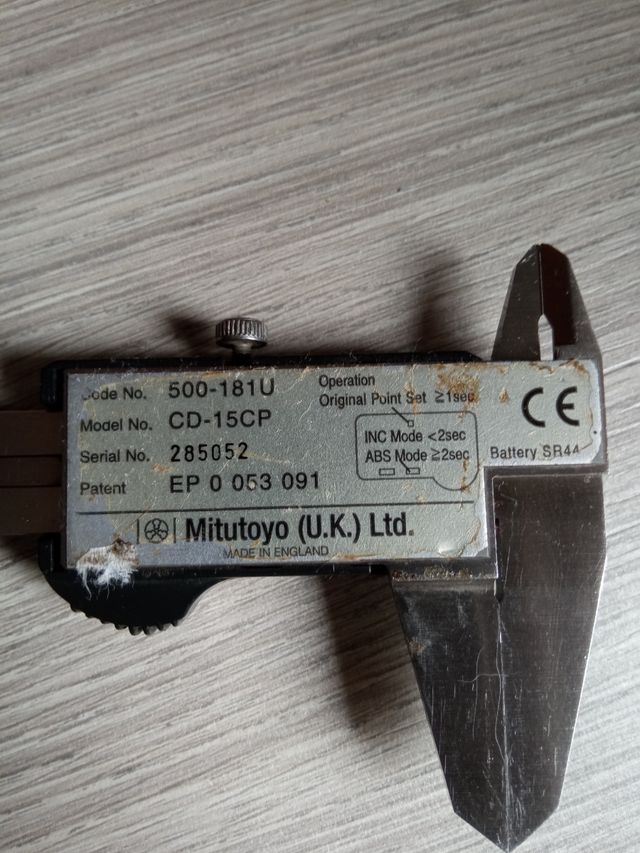 Code No. 500-181U
Model No. CD-15CP
Serial No. 285052
Patent EP 0 053 091
Operation
Original Point Set ≥1sec
INC Mode <2sec
ABS Mode ≥2sec
CE
Battery SR44
Mitutoyo (U.K.) Ltd.
MADE IN ENGLAND